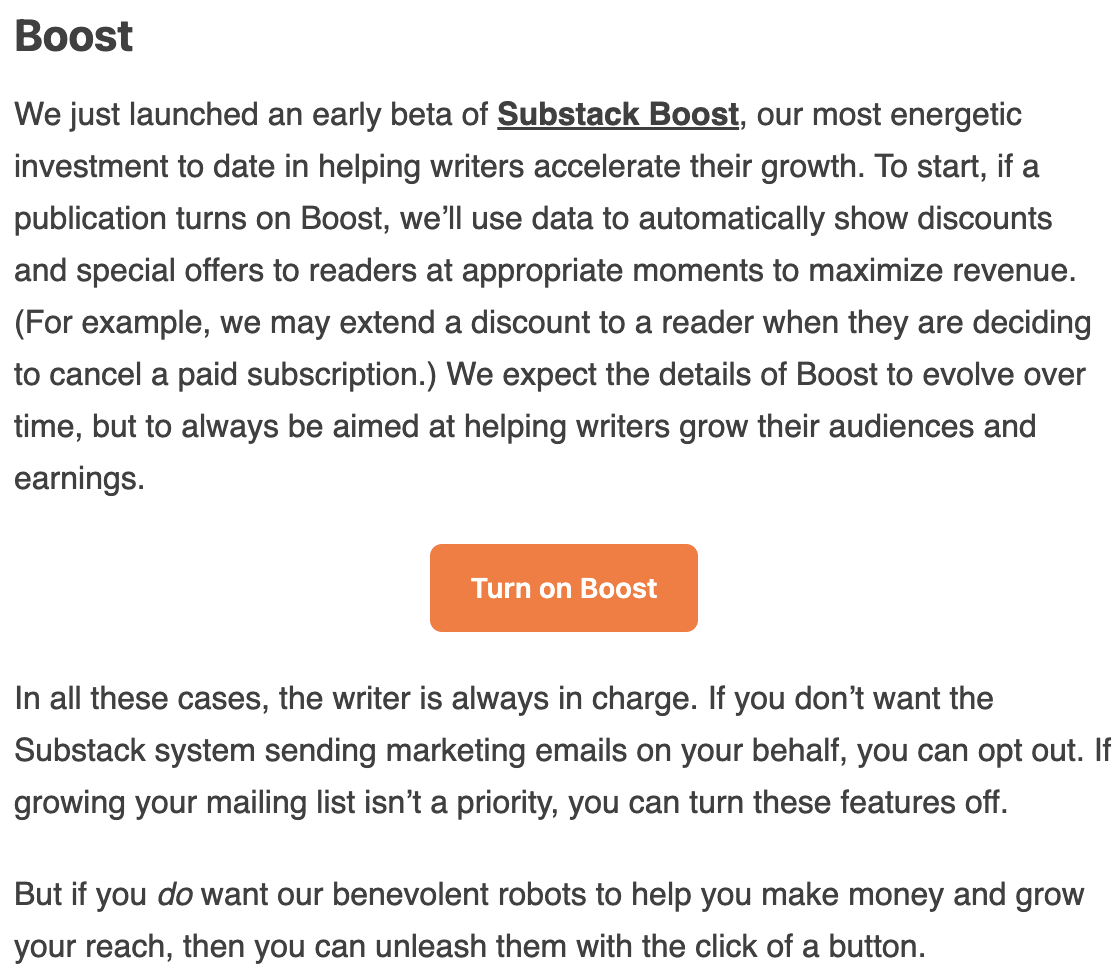 Boost
We just launched an early beta of Substack Boost, our most energetic
investment to date in helping writers accelerate their growth. To start, if a
publication turns on Boost, we’ll use data to automatically show discounts
and special offers to readers at appropriate moments to maximize revenue.
(For example, we may extend a discount to a reader when they are deciding
to cancel a paid subscription.) We expect the details of Boost to evolve over
time, but to always be aimed at helping writers grow their audiences and
earnings.
Turn on Boost
In all these cases, the writer is always in charge. If you don’t want the
Substack system sending marketing emails on your behalf, you can opt out. If
growing your mailing list isn’t a priority, you can turn these features off.
But if you do want our benevolent robots to help you make money and grow
your reach, then you can unleash them with the click of a button.